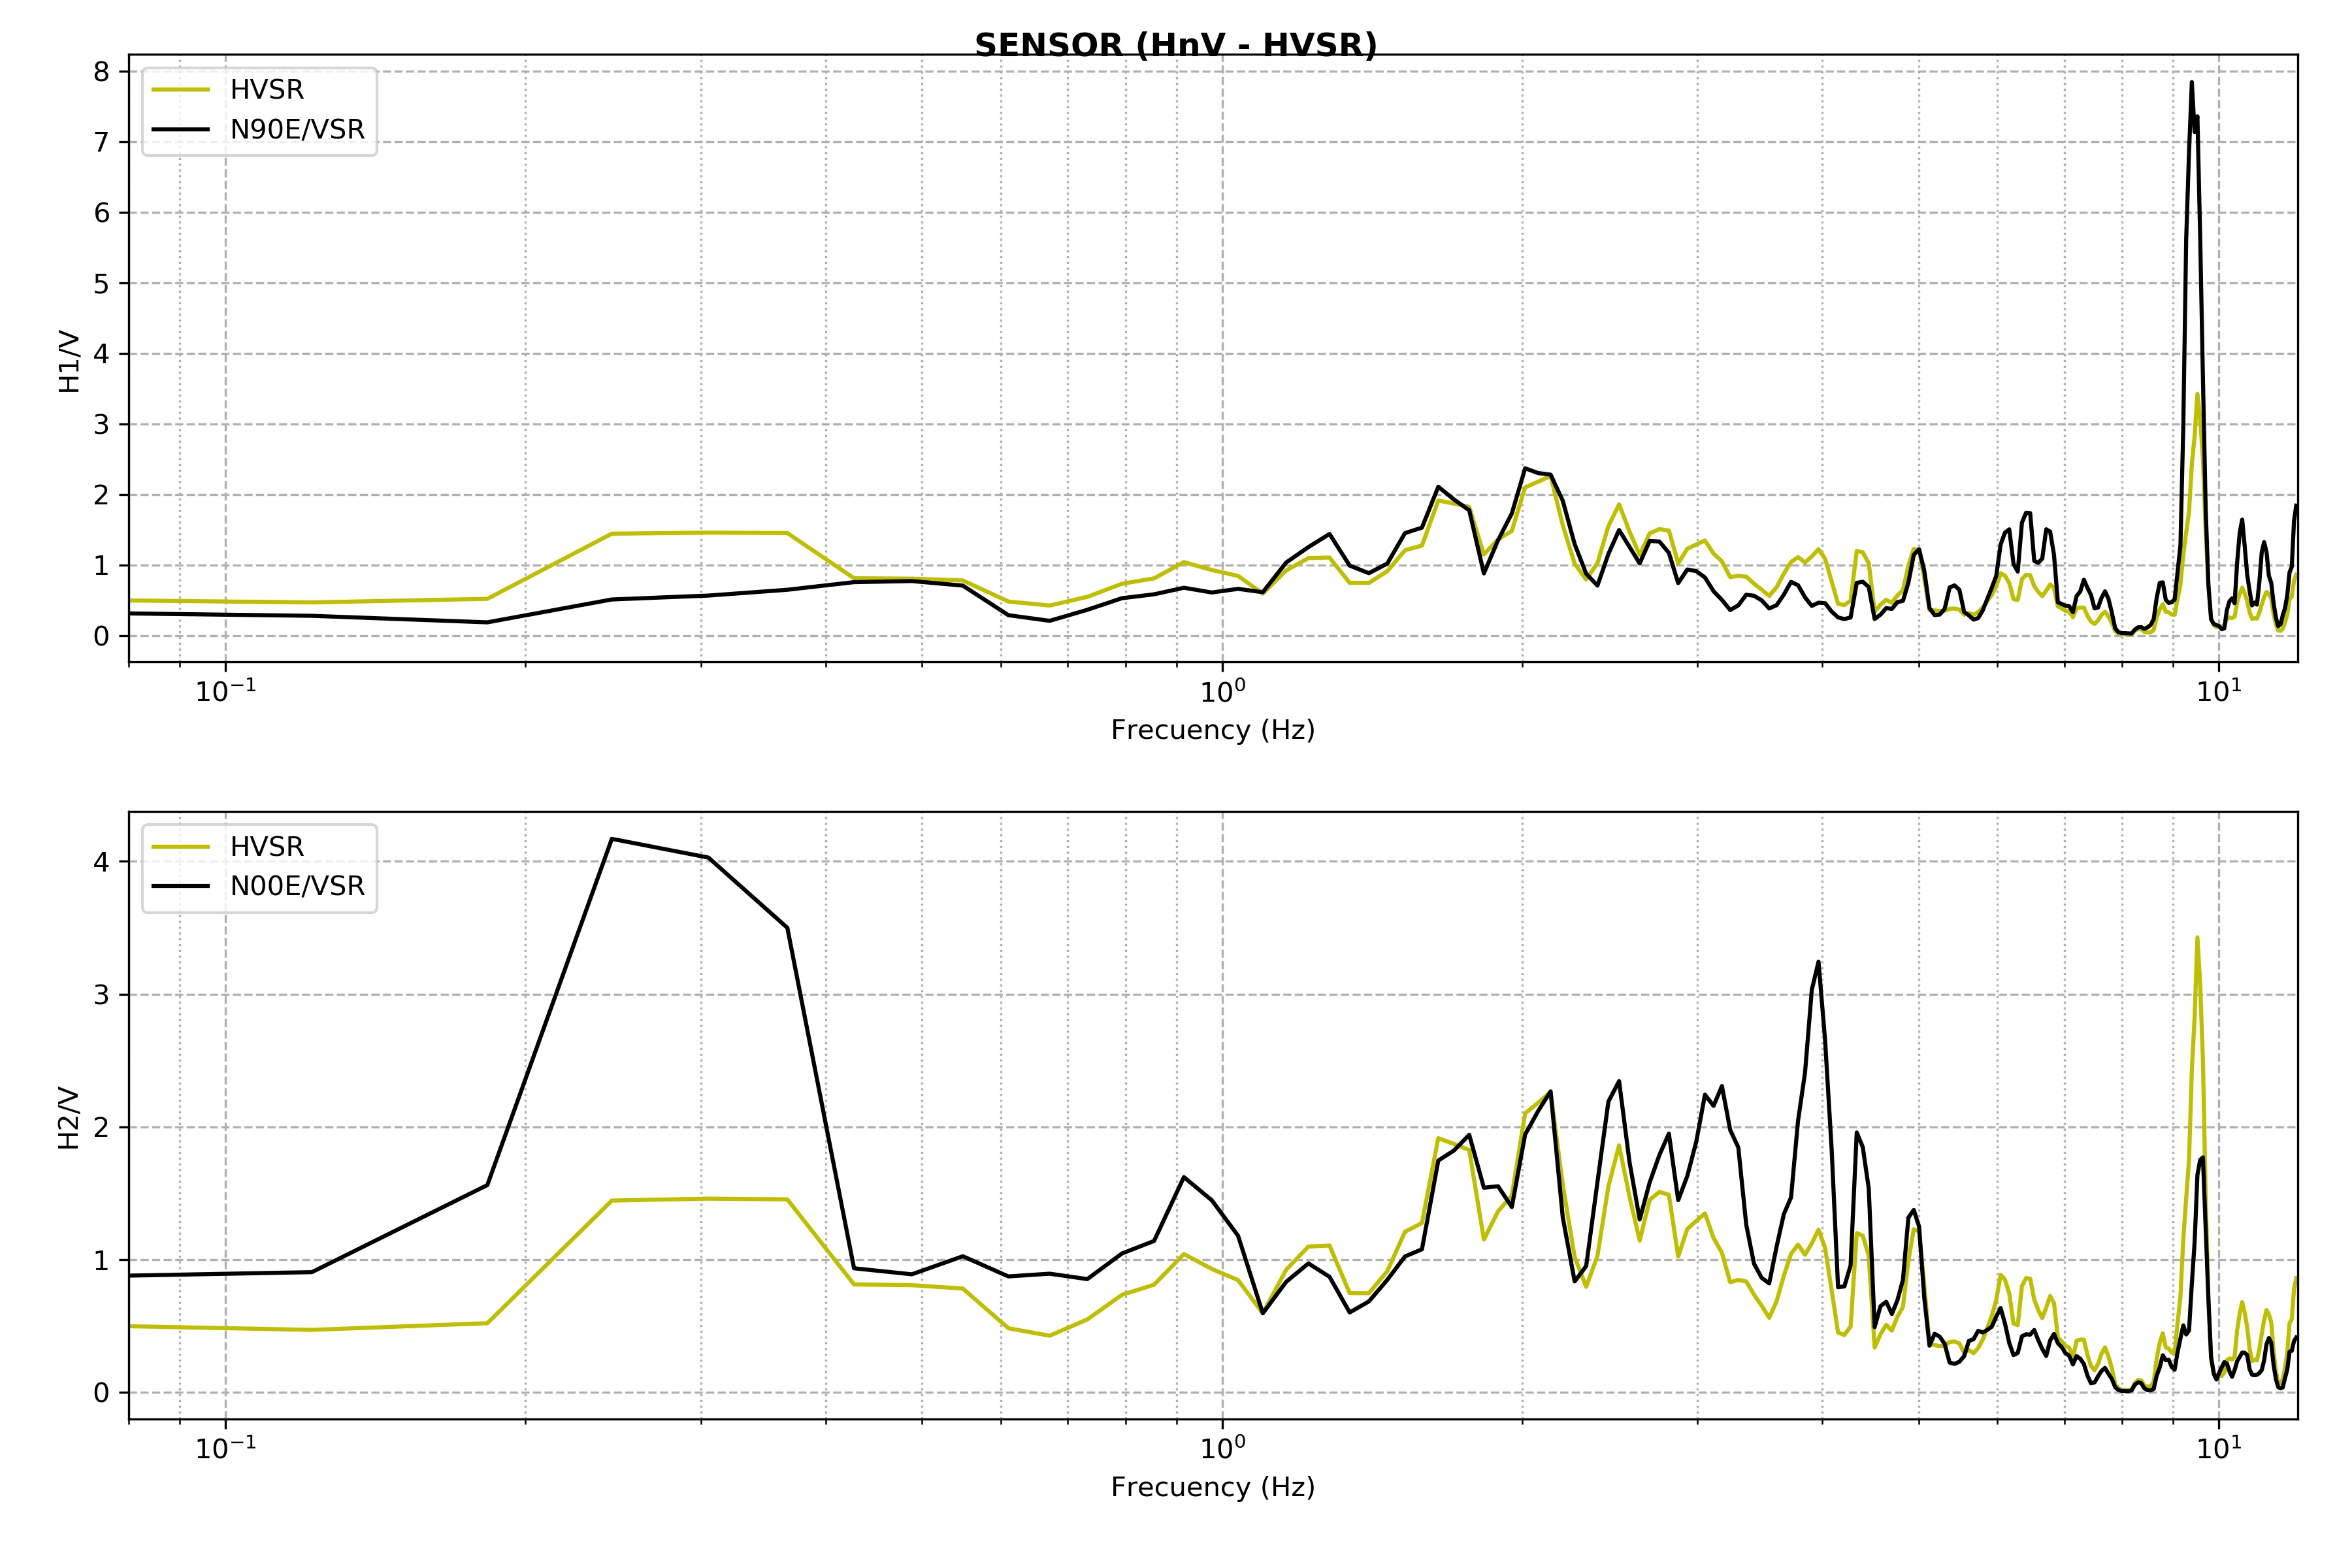 SENSOR (HnV - HVSR)
8
7
6
5
4
3
2
1
0
H1/V
HVSR
N90E/VSR
10⁻¹
10⁰
10¹
Frecuency (Hz)
4
3
2
1
0
H2/V
HVSR
N00E/VSR
10⁻¹
10⁰
10¹
Frecuency (Hz)